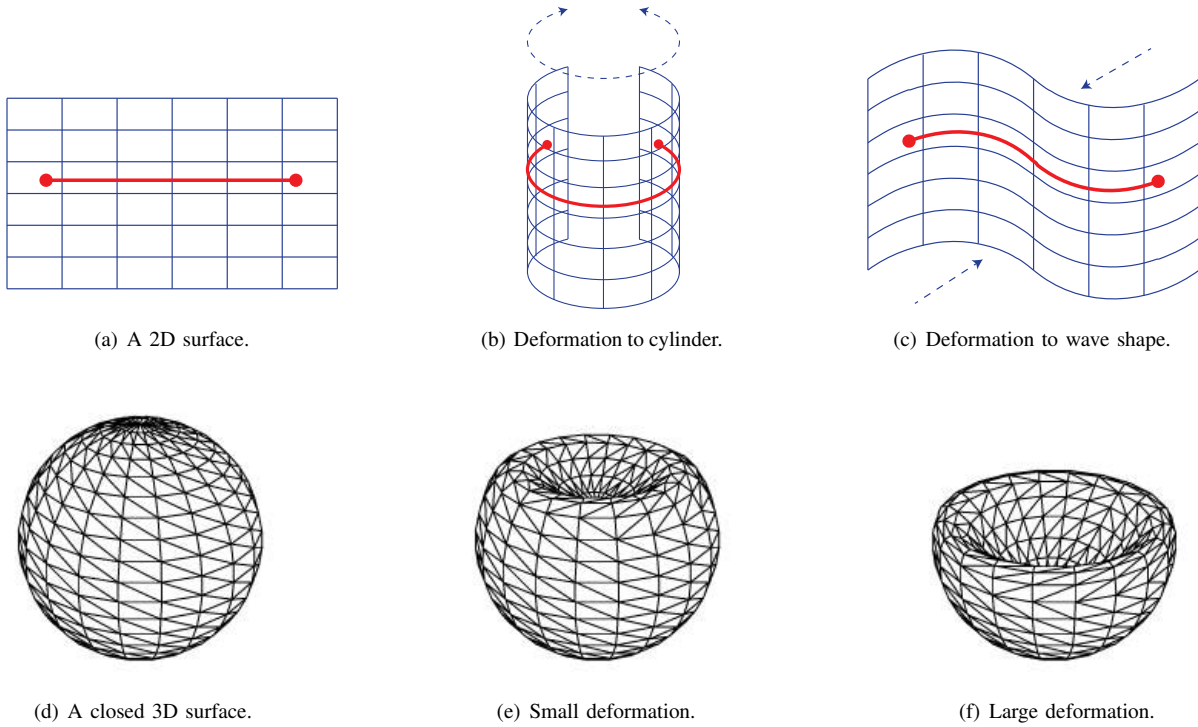 (a) A 2D surface.
(b) Deformation to cylinder.
(c) Deformation to wave shape.
(d) A closed 3D surface.
(e) Small deformation.
(f) Large deformation.